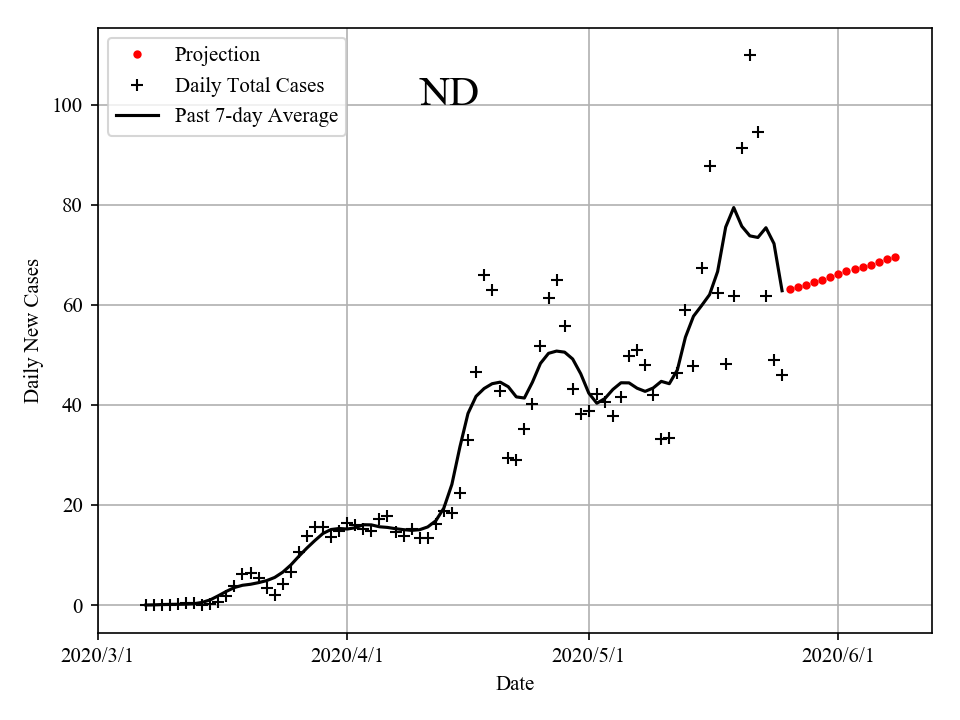 Projection
Daily Total Cases
Past 7-day Average
ND
100
80
60
40
20
0
Daily New Cases
2020/3/1 2020/4/1 2020/5/1 2020/6/1
Date